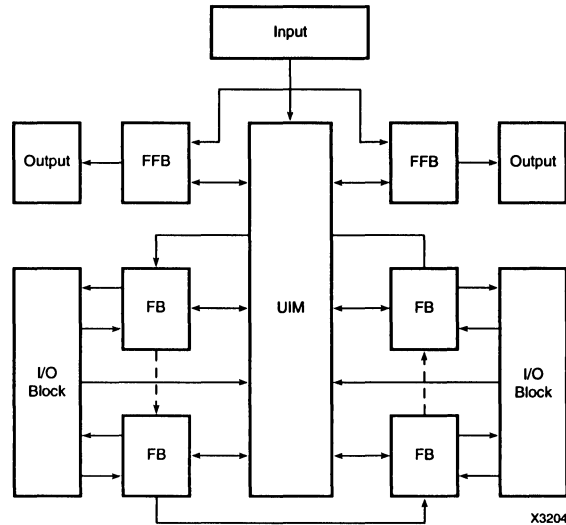 Input
Output
FFB
FFB
Output
FB
UIM
FB
I/O
Block
I/O
Block
FB
FB
X3204